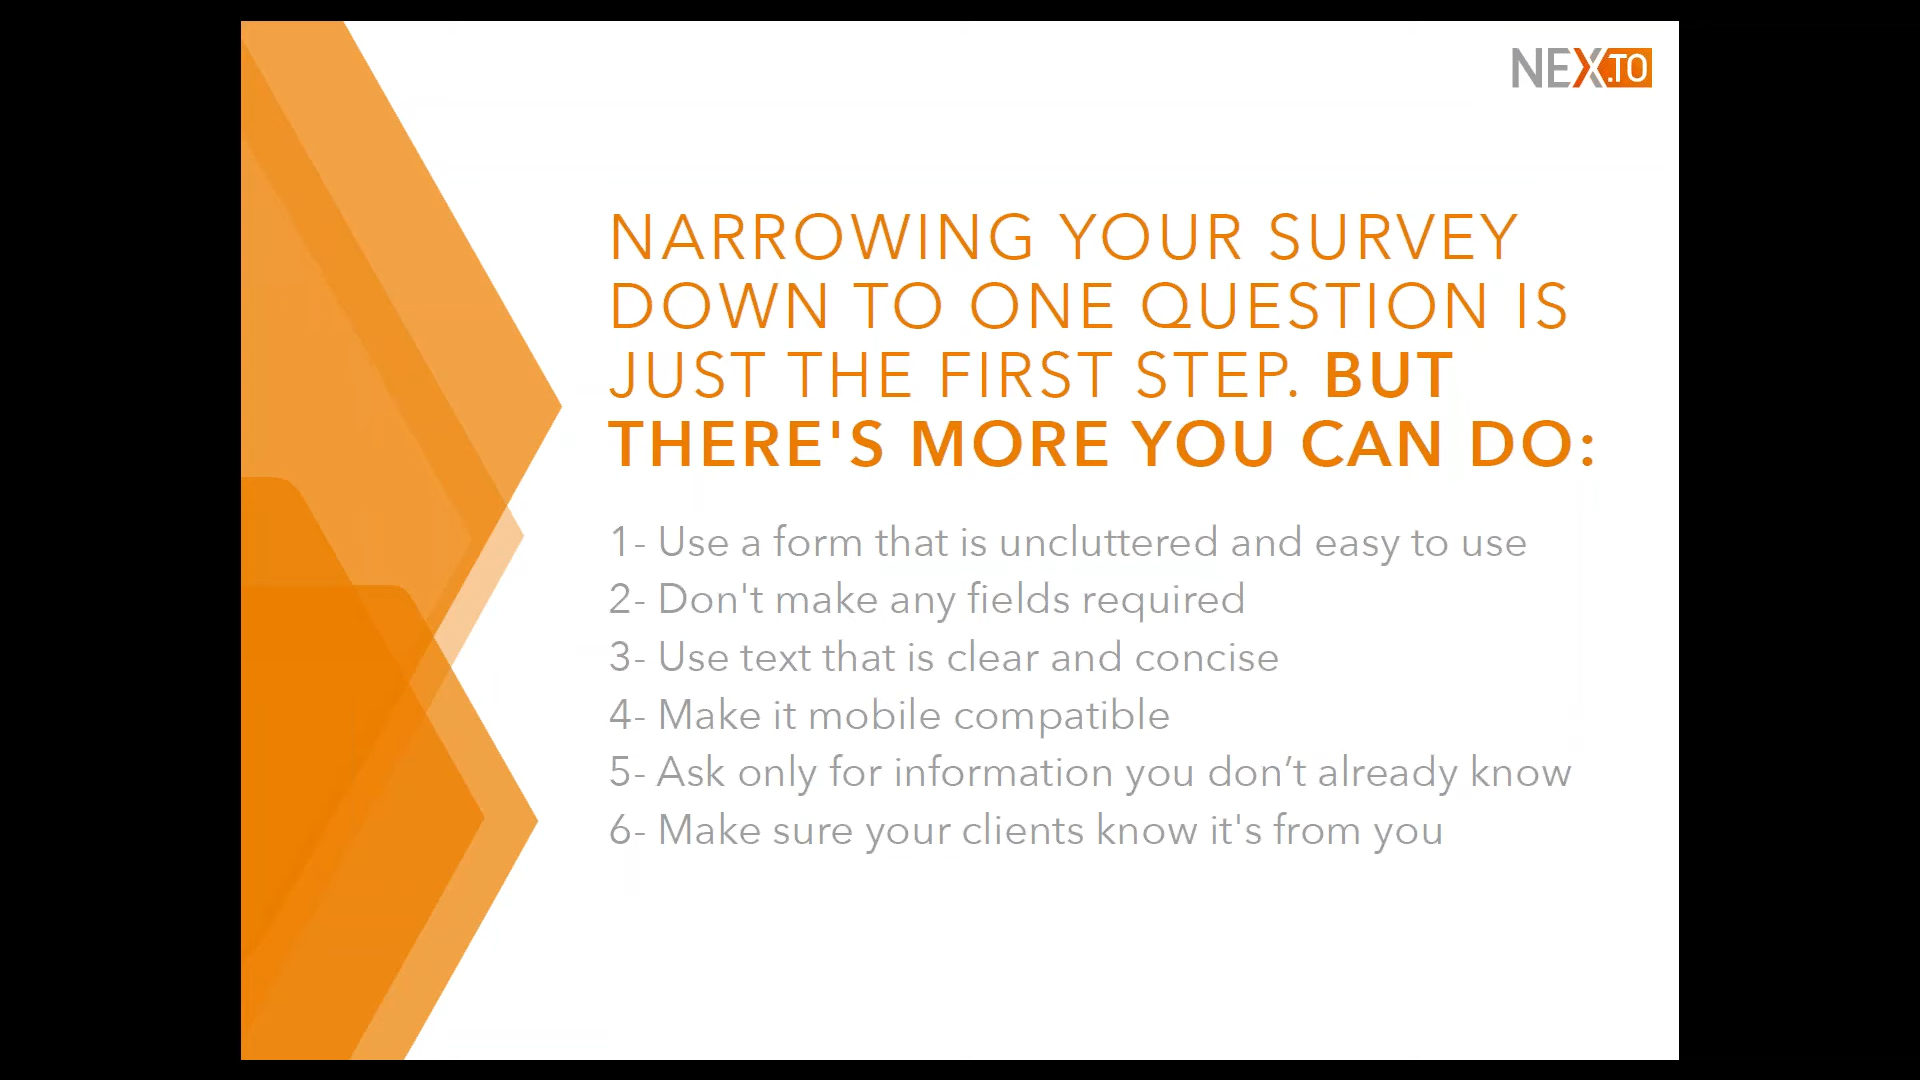 NEX.TO
NARROWING YOUR SURVEY
DOWN TO ONE QUESTION IS
JUST THE FIRST STEP. BUT
THERE'S MORE YOU CAN DO:
1- Use a form that is uncluttered and easy to use
2- Don't make any fields required
3- Use text that is clear and concise
4- Make it mobile compatible
5- Ask only for information you don’t already know
6- Make sure your clients know it's from you